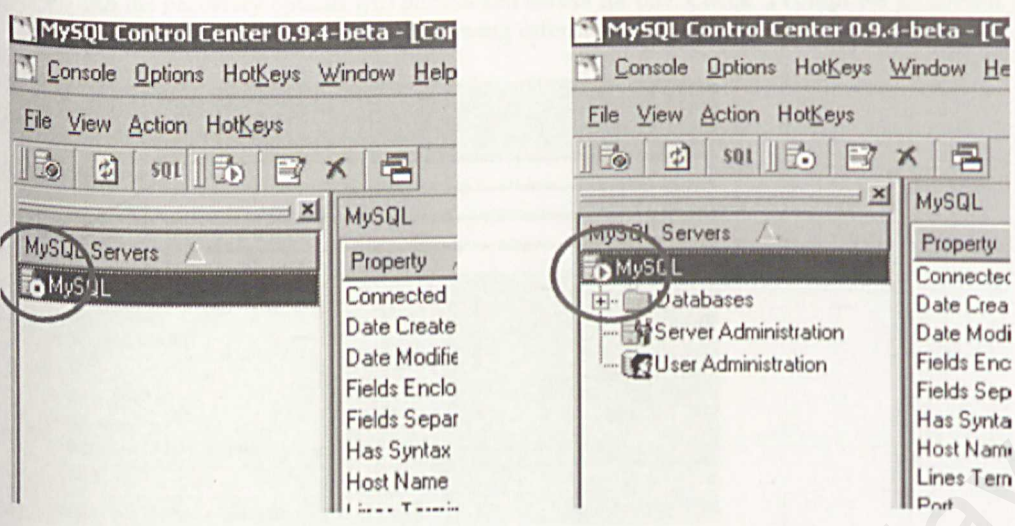 MySQL Control Center 0.9.4-beta - [Cor
Console Options HotKeys Window Help
File View Action HotKeys
SQL
MySQL Servers
MySQL
MySQL
Property
Connected
Date Create
Date Modifie
Fields Enclo
Fields Separ
Has Syntax
Host Name
MySQL Control Center 0.9.4-beta - [Co
Console Options HotKeys Window He
File View Action HotKeys
SQL
MySQL Servers
MySQL
Databases
Server Administration
User Administration
MySQL
Property
Connectec
Date Crea
Date Modi
Fields Enc
Fields Sep
Has Synta
Host Nam
Lines Tern
Port